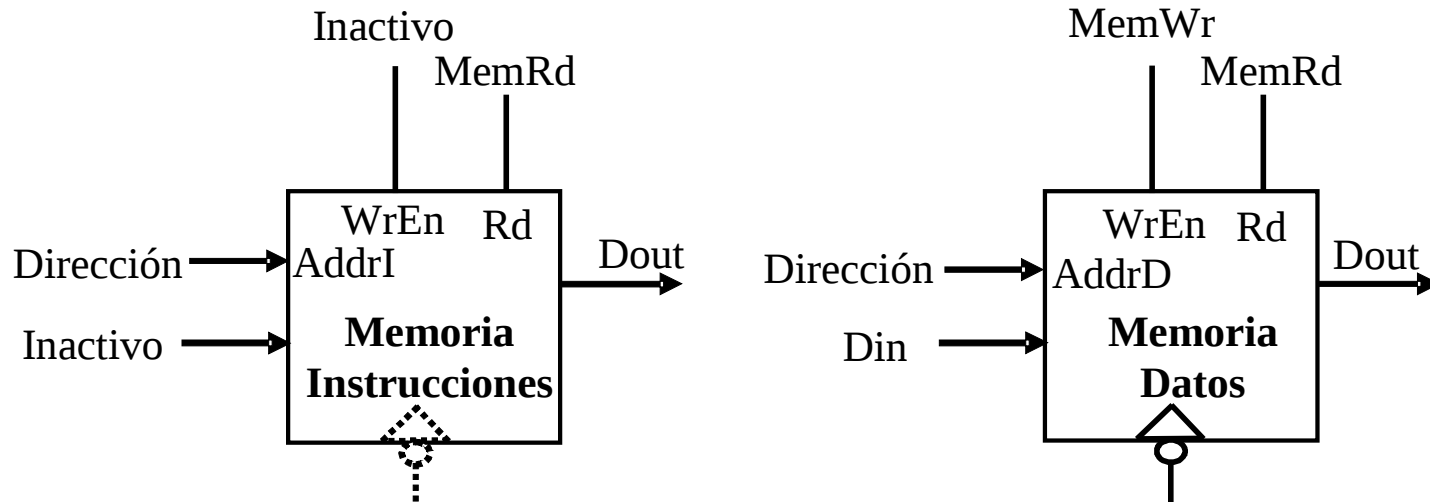 Inactivo
MemRd
WrEn
Rd
Dirección
AddrI
Dout
Inactivo
Memoria
Instrucciones
MemWr
MemRd
WrEn
Rd
Dirección
AddrD
Dout
Din
Memoria
Datos